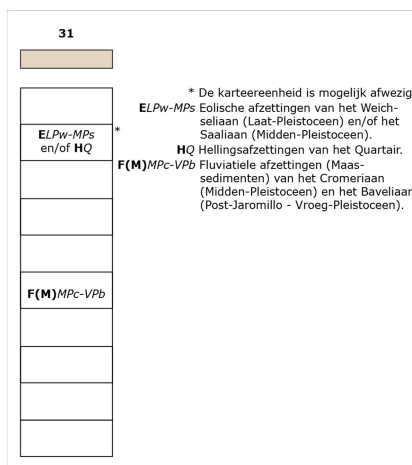 31
* De karteereenheid is mogelijk afwezig
ELPw-MPs Eolische afzettingen van het Weich-
seliaan (Laat-Pleistoceen) en/of het
Saaliaan (Midden-Pleistoceen).
HQ Hellingsafzettingen van het Quartair.
F(M)MPc-VPb Fluviatiele afzettingen (Maas-
sedimenten) van het Cromeriaan
(Midden-Pleistoceen) en het Baveliaan
(Post-Jaromillo - Vroeg-Pleistoceen).
ELPw-MPs *
en/of HQ
F(M)MPc-VPb